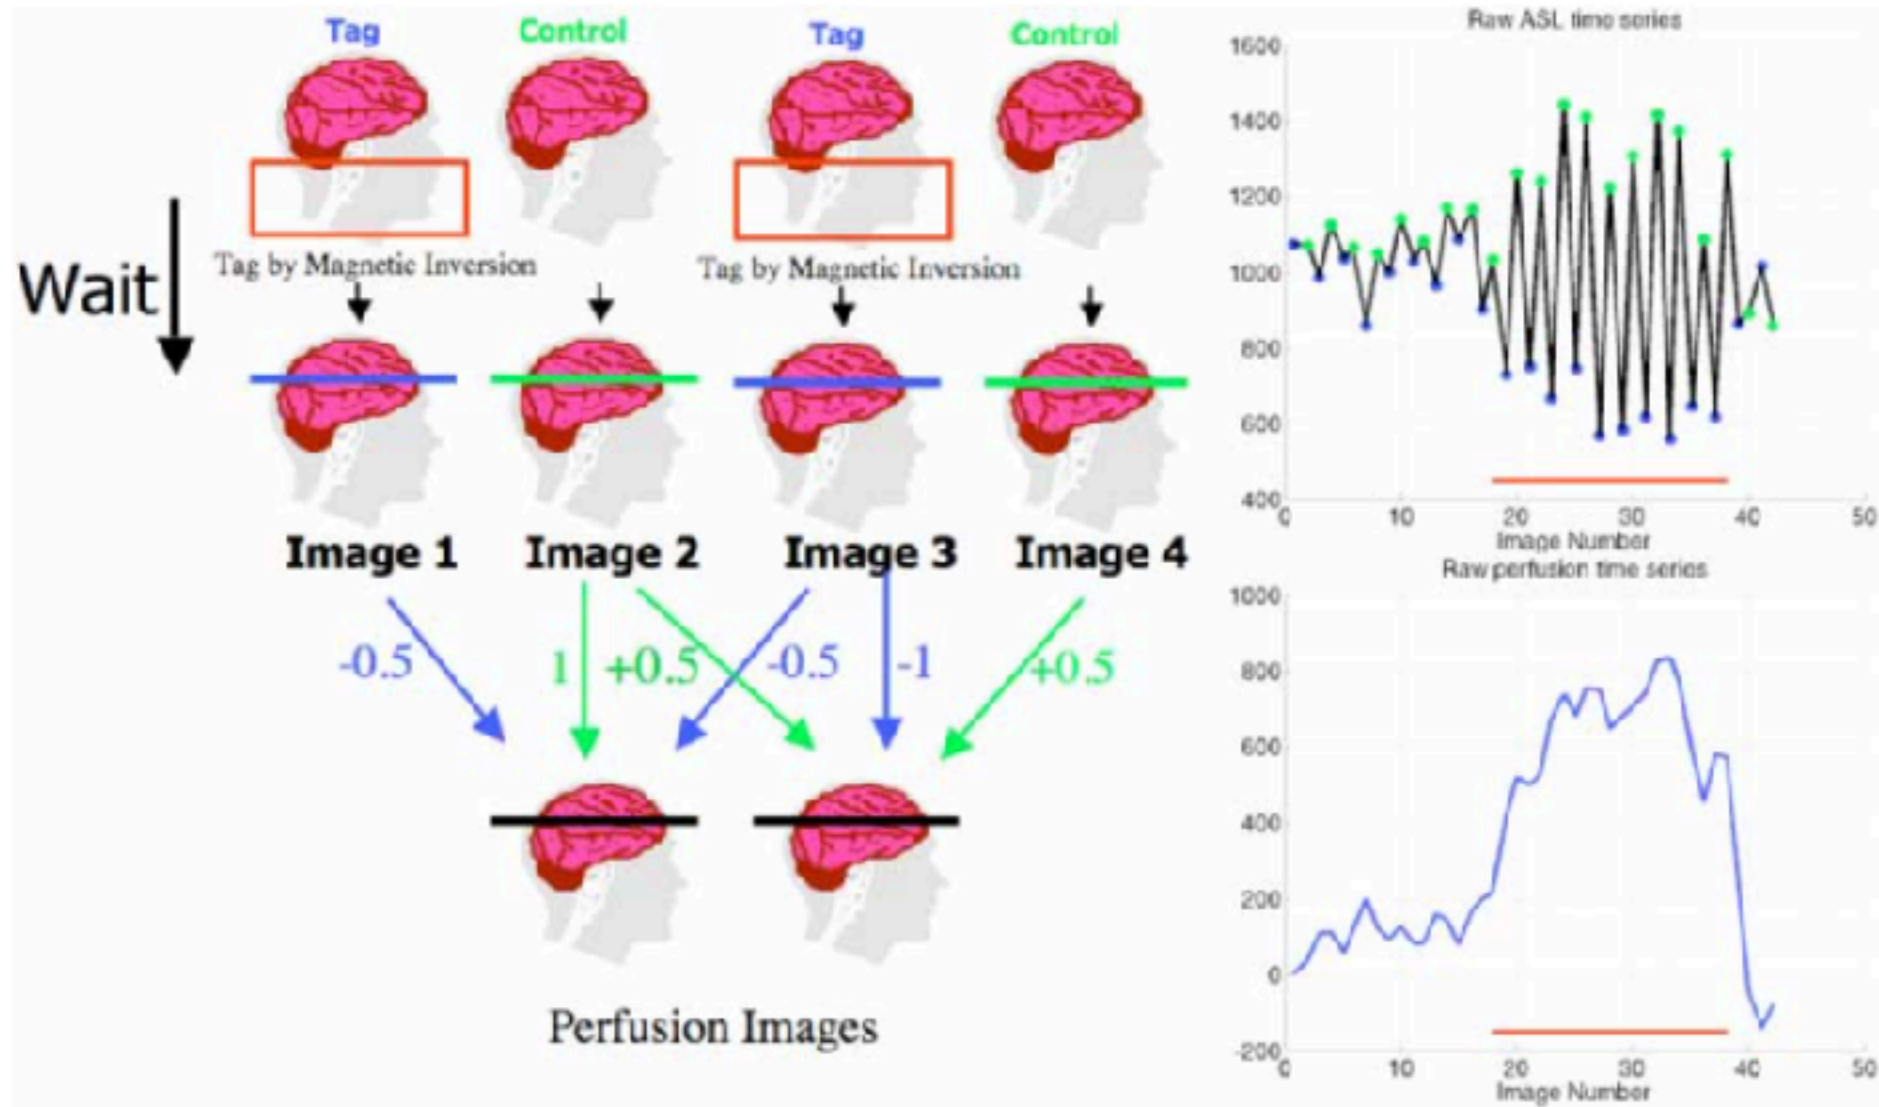 Tag
Control
Tag
Control
Tag by Magnetic Inversion
Tag by Magnetic Inversion
Wait
Image 1
Image 2
Image 3
Image 4
-0.5
1
+0.5
-0.5
-1
+0.5
Perfusion Images
Raw ASL time series
1600
1400
1200
1000
800
600
400
0 10 20 30 40 50
Image Number
Raw perfusion time series
1000
800
600
400
200
0
-200
0 10 20 30 40 50
Image Number